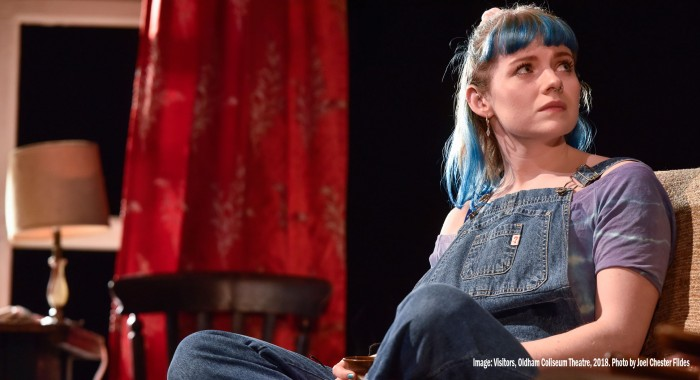 Image: Visitors, Oldham Coliseum Theatre, 2018. Photo by Joel Chester Fildes